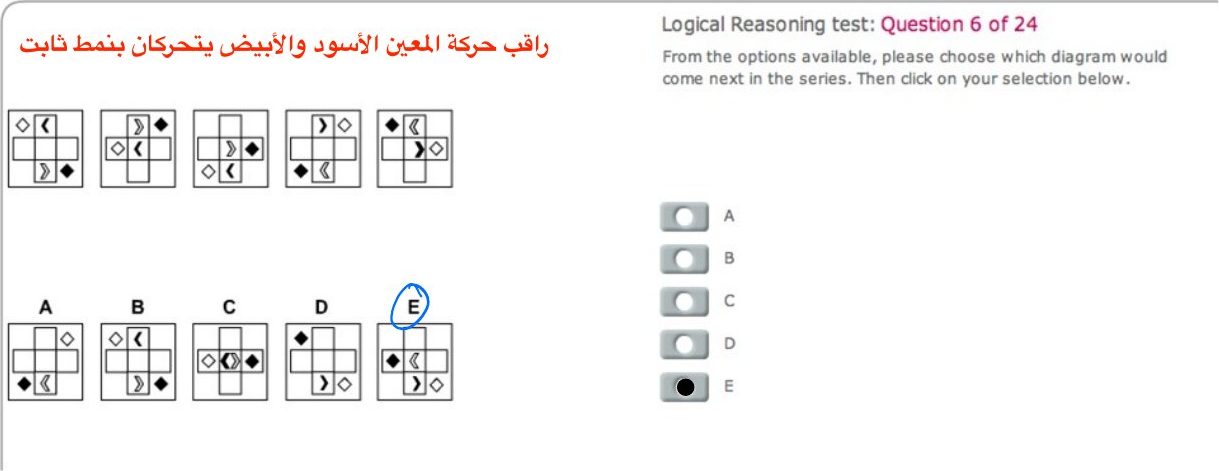 راقب حركة المعين الأسود والأبيض يتحركان بنمط ثابت
Logical Reasoning test: Question 6 of 24
From the options available, please choose which diagram would
come next in the series. Then click on your selection below.
A
B
C
D
E
A B C D E